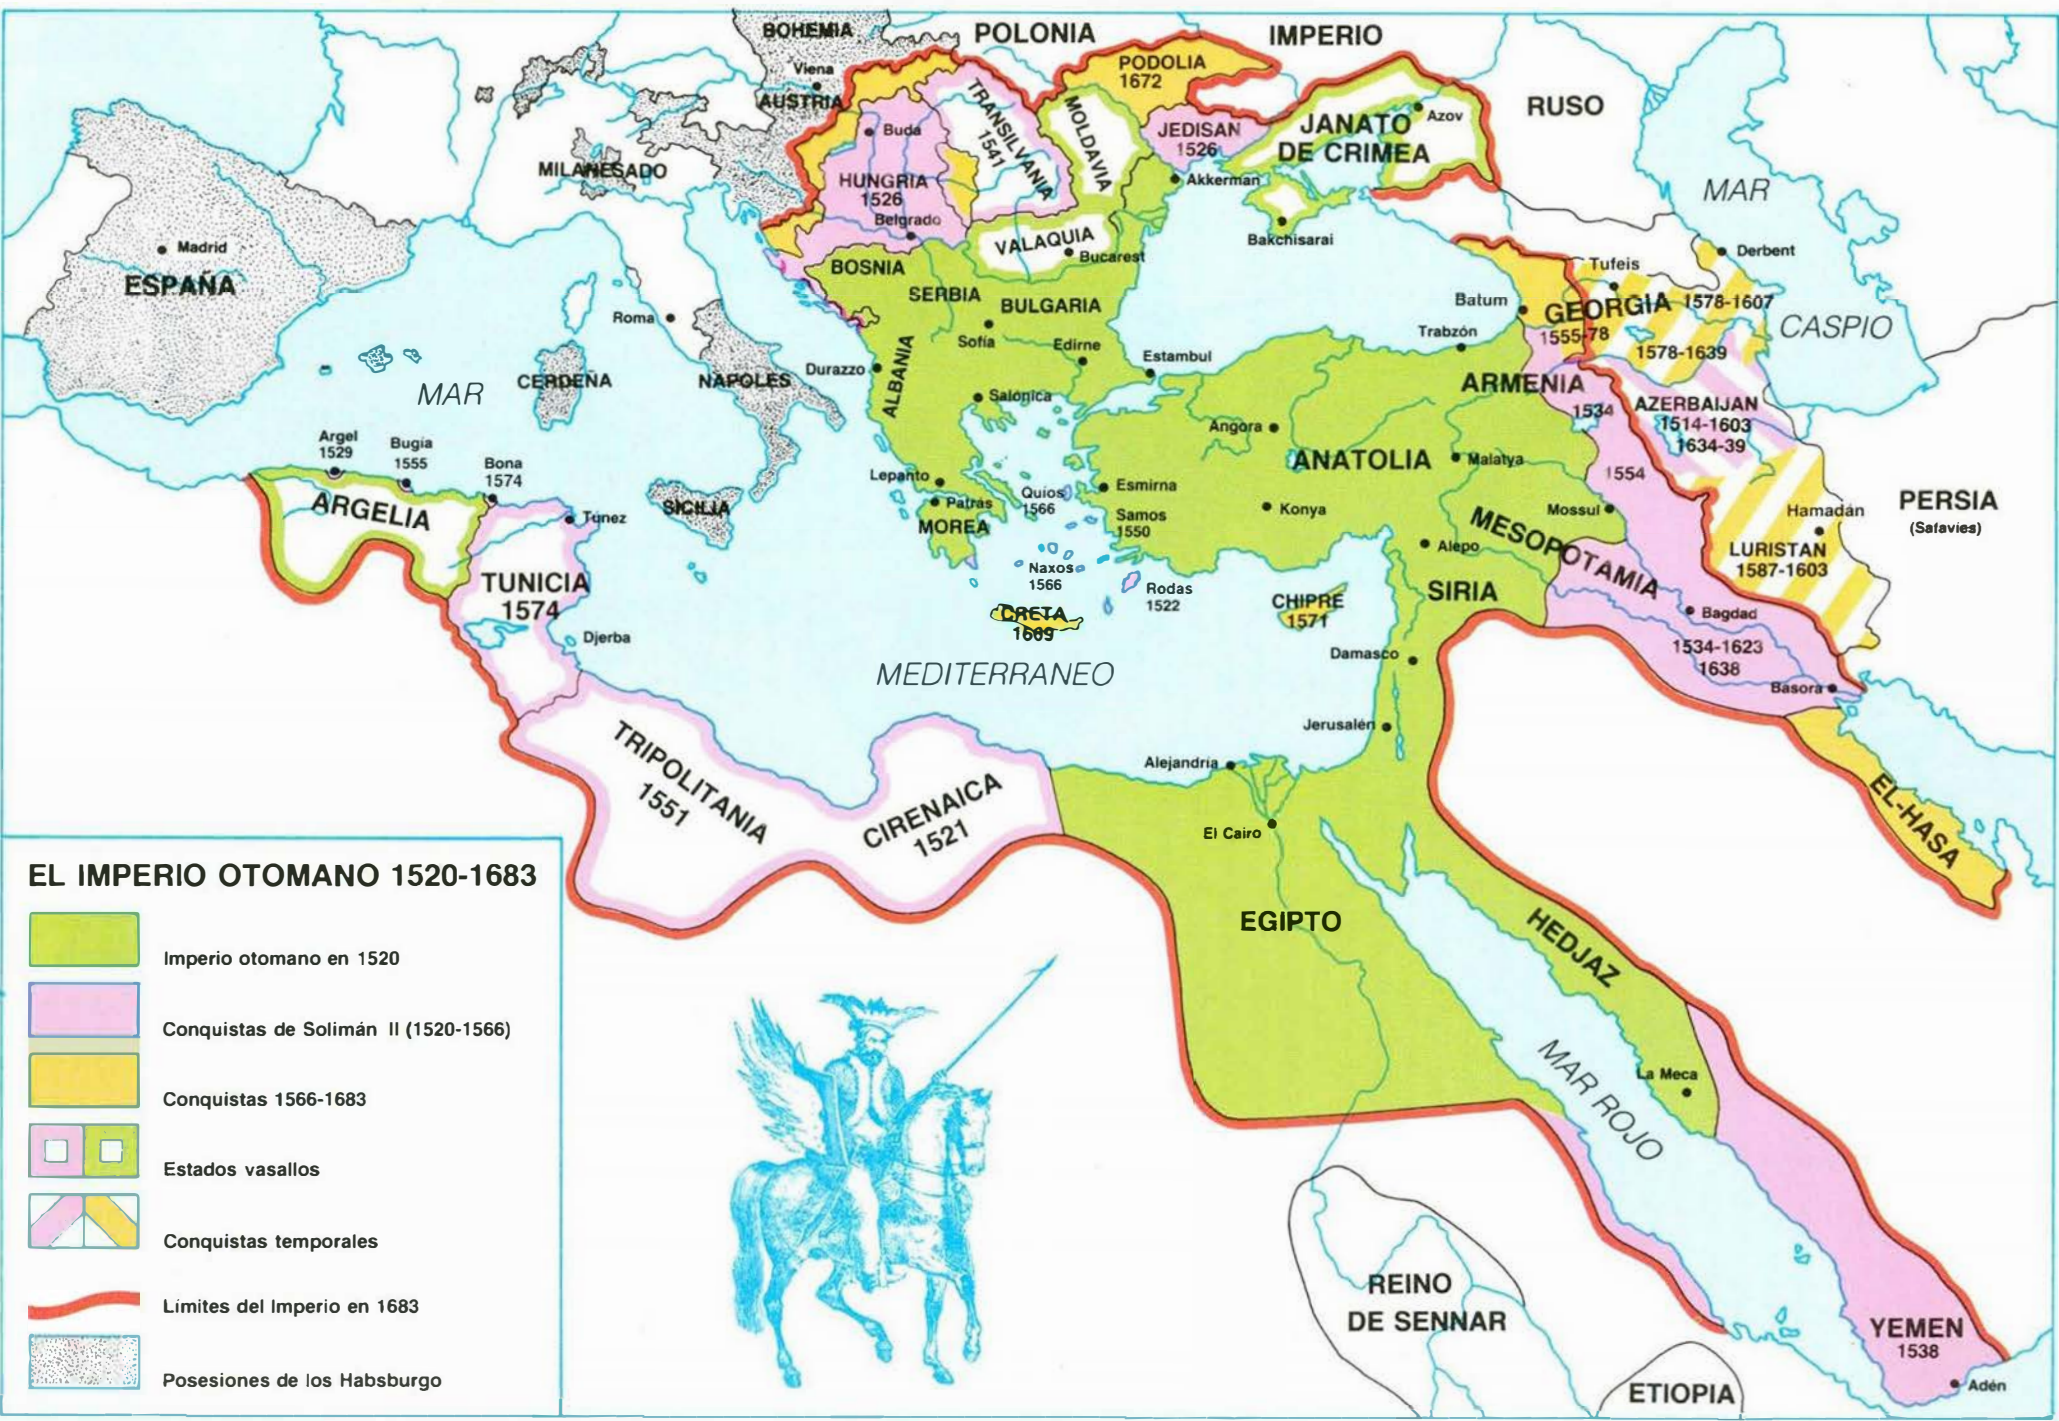 BOHEMIA
POLONIA
IMPERIO
RUSO
Viena
AUSTRIA
PODOLIA
1672
TRANSILVANIA
1541
MOLDAVIA
JEDISAN
1526
JANATO
DE CRIMEA
Azov
Buda
MILANESADO
HUNGRIA
1526
Belgrado
Akkerman
Bakchisarai
MAR
CASPIO
Derbent
Madrid
ESPAÑA
VALAQUIA
Bucarest
BOSNIA
SERBIA
BULGARIA
Sofía
Edirne
Estambul
Roma
Durazzo
ALBANIA
Salónica
NAPOLES
CERDEÑA
MAR
Tufeis
Batum
GEORGIA
1555-78
1578-1607
1578-1639
Trabzón
ARMENIA
1534
AZERBAIJAN
1514-1603
1634-39
1554
Angora
ANATOLIA
Malatya
Konya
Esmirna
Samos
1550
Quíos
1566
Lepanto
Patrás
MOREA
Naxos
1566
Rodas
1522
CRETA
1669
CHIPRE
1571
Mossul
MESOPOTAMIA
Alepo
SIRIA
Hamadán
LURISTAN
1587-1603
PERSIA
(Safavíes)
Bagdad
1534-1623
1638
Basora
Argel
1529
Bugía
1555
Bona
1574
ARGELIA
Túnez
SICILIA
TUNICIA
1574
Djerba
MEDITERRANEO
Damasco
Jerusalén
Alejandría
El Cairo
TRIPOLITANIA
1551
CIRENAICA
1521
EGIPTO
HEDJAZ
EL-HASA
La Meca
MAR ROJO
YEMEN
1538
Adén
REINO
DE SENNAR
ETIOPIA
EL IMPERIO OTOMANO 1520-1683
Imperio otomano en 1520
Conquistas de Solimán II (1520-1566)
Conquistas 1566-1683
Estados vasallos
Conquistas temporales
Límites del Imperio en 1683
Posesiones de los Habsburgo